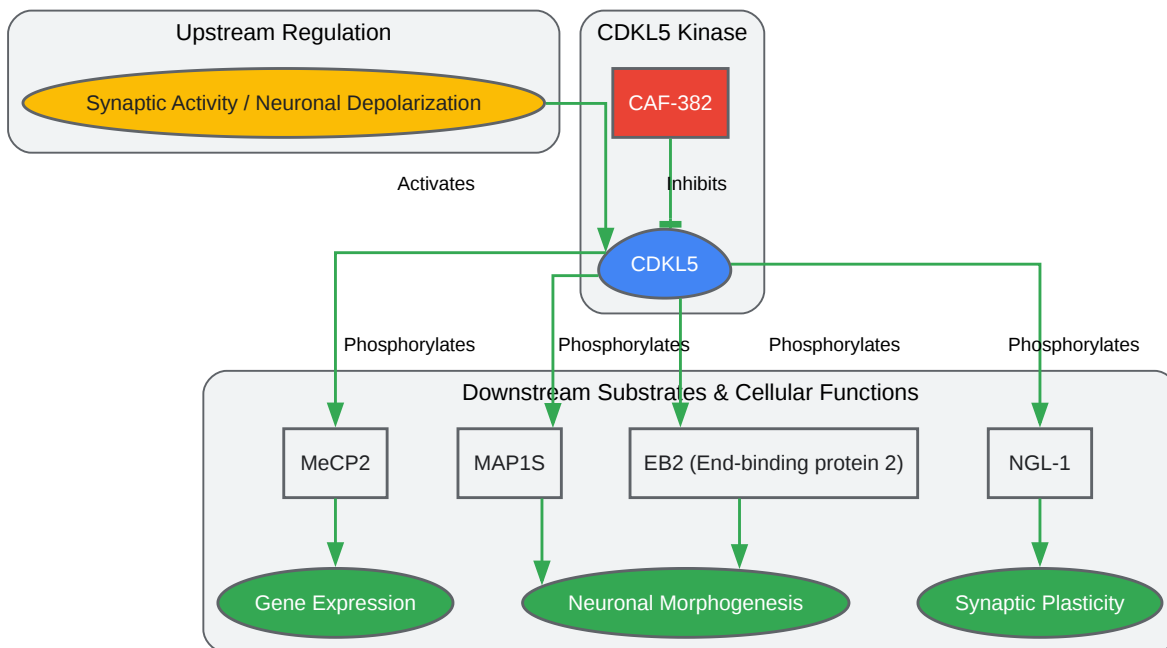 Upstream Regulation
CDKL5 Kinase
Synaptic Activity / Neuronal Depolarization
CAF-382
Activates
Inhibits
CDKL5
Phosphorylates
Phosphorylates
Phosphorylates
Phosphorylates
Downstream Substrates & Cellular Functions
MeCP2
MAP1S
EB2 (End-binding protein 2)
NGL-1
Gene Expression
Neuronal Morphogenesis
Synaptic Plasticity